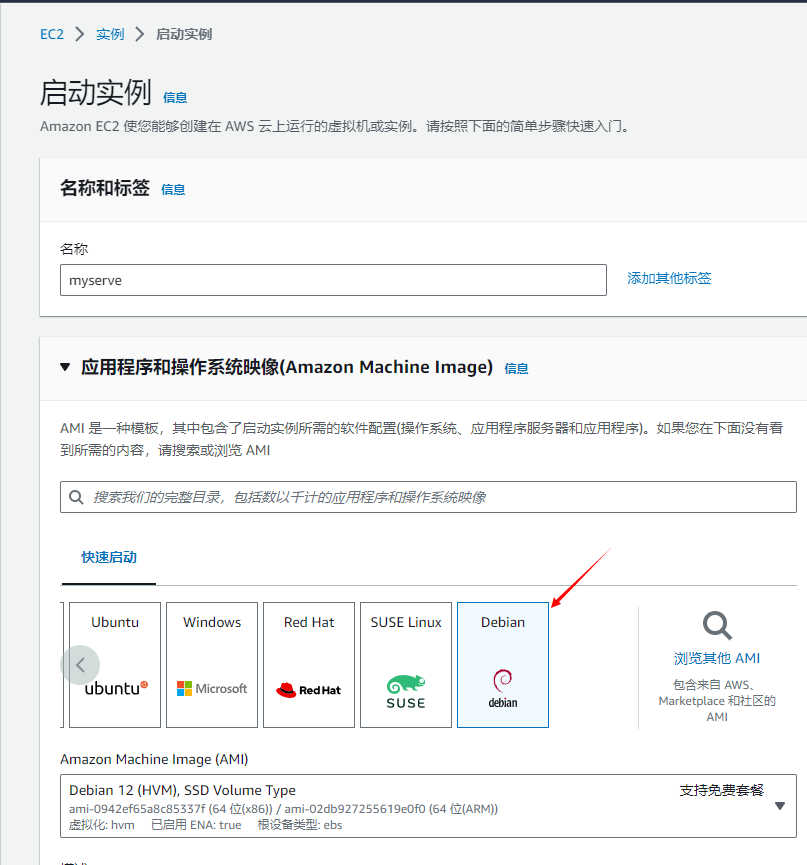 EC2 > 实例 > 启动实例
启动实例 信息
Amazon EC2 使您能够创建在 AWS 云上运行的虚拟机或实例。请按照下面的简单步骤快速入门。
名称和标签 信息
名称
myserve 添加其他标签
应用程序和操作系统映像(Amazon Machine Image) 信息
AMI 是一种模板，其中包含了启动实例所需的软件配置(操作系统、应用程序服务器和应用程序)。如果您在下面没有看
到所需的内容，请搜索或浏览 AMI
搜索我们的完整目录，包括数以千计的应用程序和操作系统映像
快速启动
Ubuntu Windows Red Hat SUSE Linux Debian
ubuntu Microsoft Red Hat SUSE debian
浏览其他 AMI
包含来自 AWS、
Marketplace 和社区的
AMI
Amazon Machine Image (AMI)
Debian 12 (HVM), SSD Volume Type 支持免费套餐
ami-0942ef65a8c85337f (64 位(x86)) / ami-02db927255619e0f0 (64 位(ARM))
虚拟化: hvm 已启用 ENA: true 根设备类型: ebs